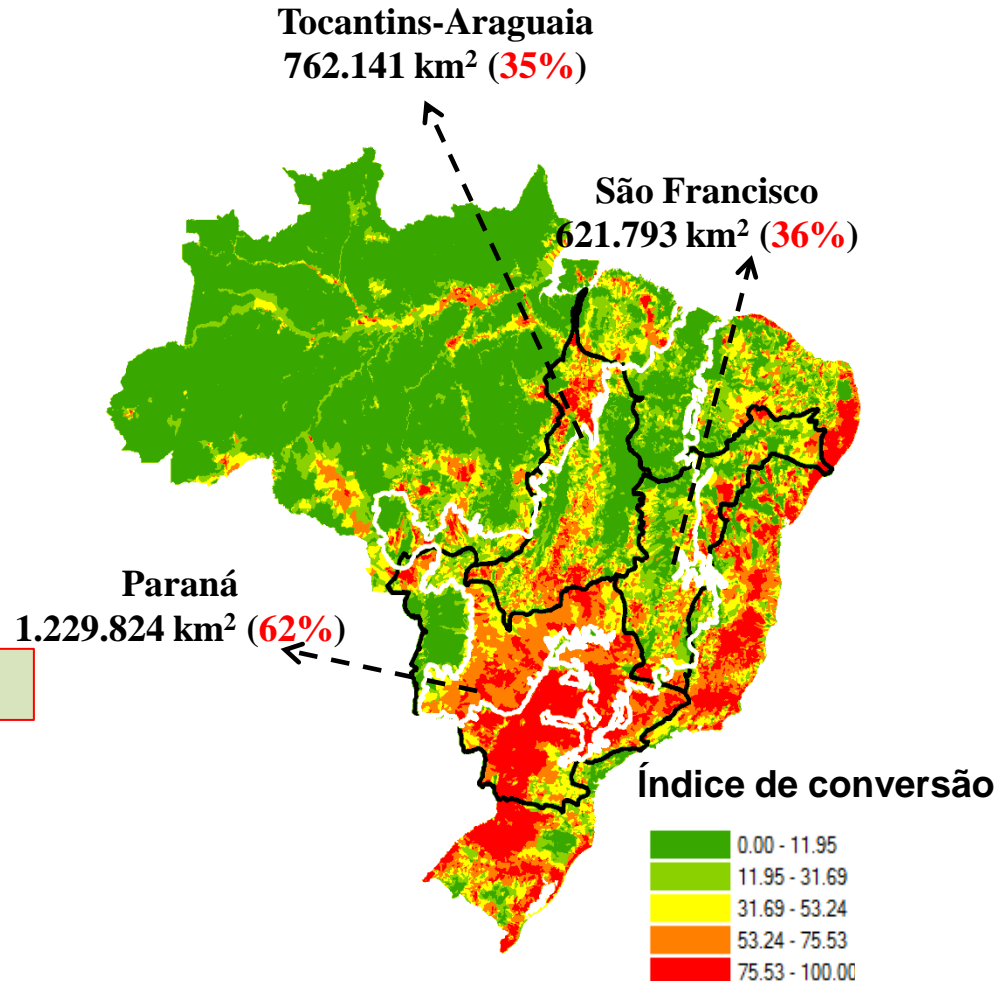 Tocantins-Araguaia
762.141 km² (35%)
São Francisco
621.793 km² (36%)
Paraná
1.229.824 km² (62%)
Índice de conversão
0.00 - 11.95
11.95 - 31.69
31.69 - 53.24
53.24 - 75.53
75.53 - 100.00